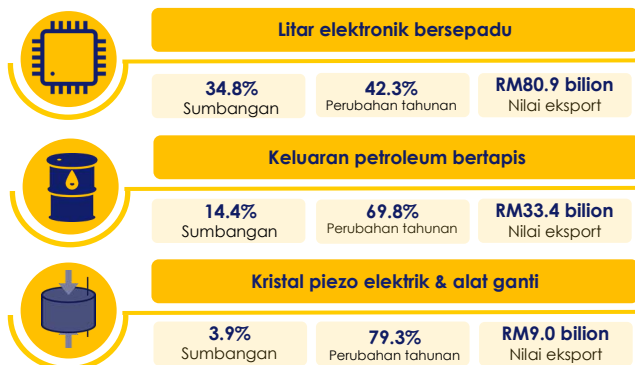 Litar elektronik bersepadu
34.8%
Sumbangan
42.3%
Perubahan tahunan
RM80.9 bilion
Nilai eksport
Keluaran petroleum bertapis
14.4%
Sumbangan
69.8%
Perubahan tahunan
RM33.4 bilion
Nilai eksport
Kristal piezo elektrik & alat ganti
3.9%
Sumbangan
79.3%
Perubahan tahunan
RM9.0 bilion
Nilai eksport